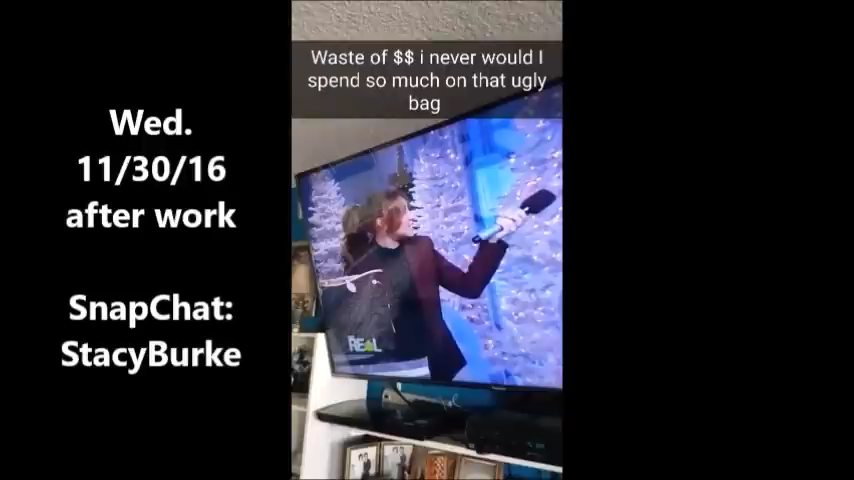 Wed.
11/30/16
after work
SnapChat:
StacyBurke
Waste of $$ i never would I
spend so much on that ugly
bag
REAL